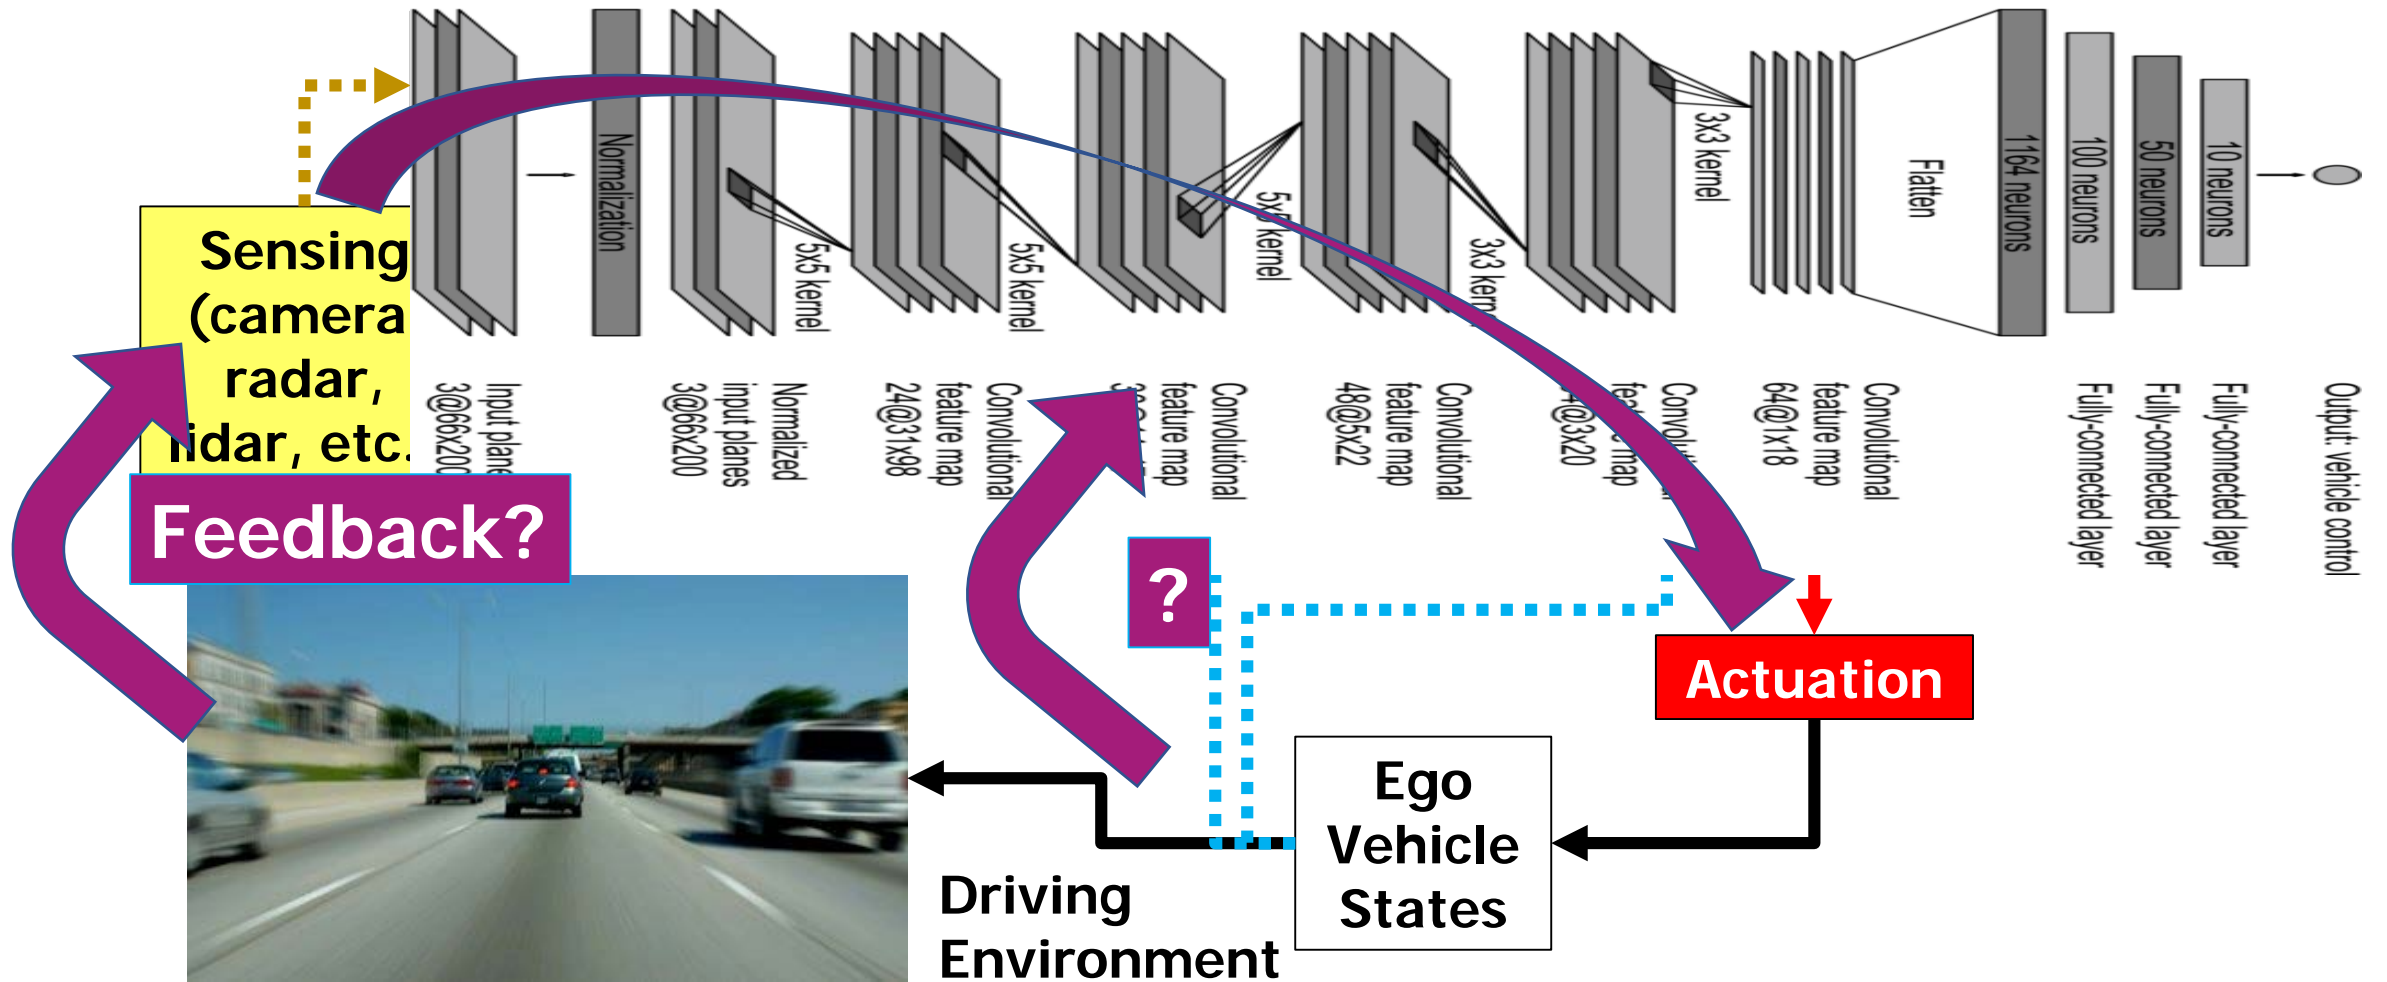 Normalization
5x5 kernel
5x5 kernel
5x5 kernel
3x3 kernel
Flatten
1164 neurons
100 neurons
50 neurons
10 neurons
Sensing
(camera
radar,
lidar, etc.
Input
3@66x200
Normalized
input planes
3@66x200
Convolutional
feature map
24@31x98
Convolutional
feature map
Convolutional
feature map
48@5x22
feature map
@3x20
Convolutional
feature map
64@1x18
Fully-connected layer
Fully-connected layer
Fully-connected layer
Output: vehicle control
Feedback?
?
Actuation
Ego
Vehicle
States
Driving
Environment